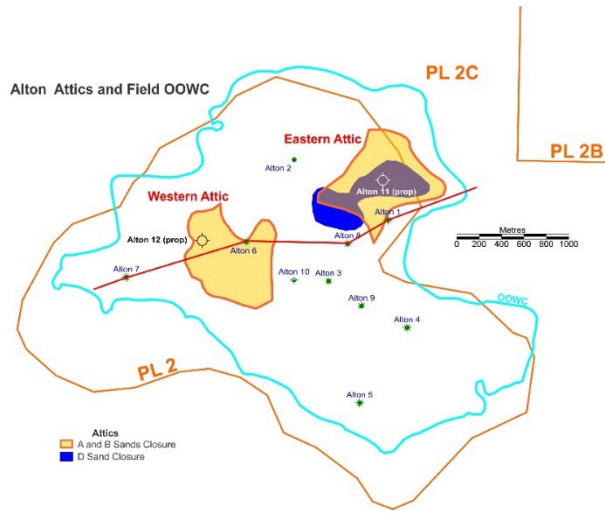 PL 2C
Alton Attics and Field OOWC
Eastern Attic
PL 2B
Alton 2
Alton 11 (prop)
Western Attic
Alton 1
Metres
0 200 400 600 800 1000
Alton 12 (prop)
Alton 6
Alton 8
Alton 7
Alton 10
Alton 3
Alton 9
OOWC
Alton 4
PL 2
Alton 5
Attics
A and B Sands Closure
D Sand Closure